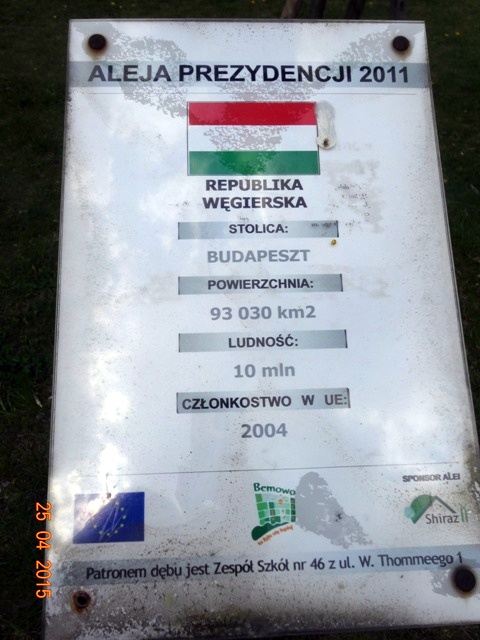 ALEJA PREZYDENCJI 2011
REPUBLIKA
WĘGIERSKA
STOLICA:
BUDAPESZT
POWIERZCHNIA:
93 030 km2
LUDNOŚĆ:
10 mln
CZŁONKOSTWO W UE:
2004
SPONSOR ALEI
Bemowo
Shiraz
Patronem dębu jest Zespół Szkół nr 46 z ul. W. Thommeego 1
25 04 2015